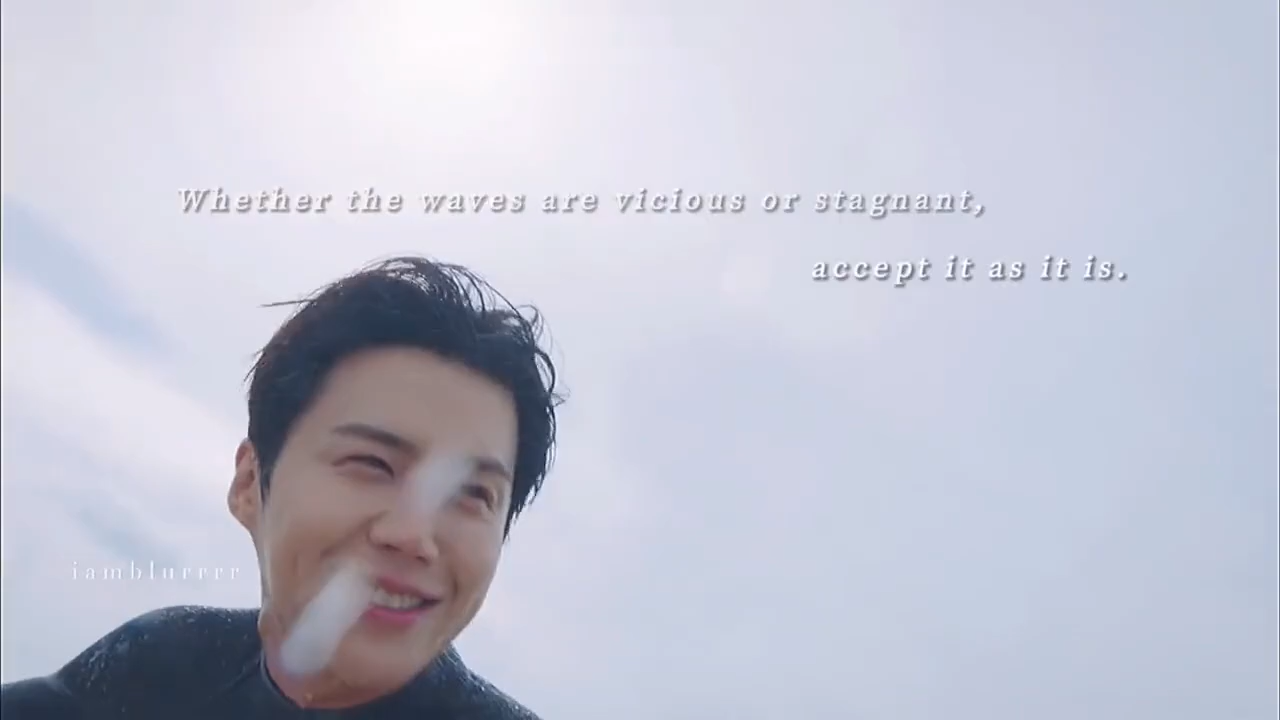 Whether the waves are vicious or stagnant,
accept it as it is.
iamblurrrr